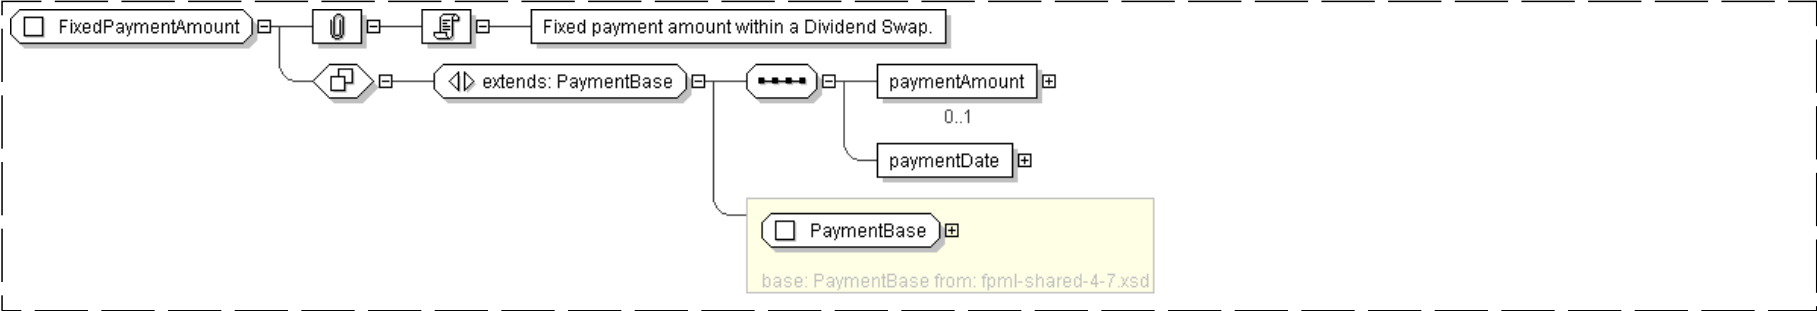 FixedPaymentAmount
Fixed payment amount within a Dividend Swap.
extends: PaymentBase
paymentAmount
0..1
paymentDate
PaymentBase
base: PaymentBase from: fpml-shared-4-7.xsd